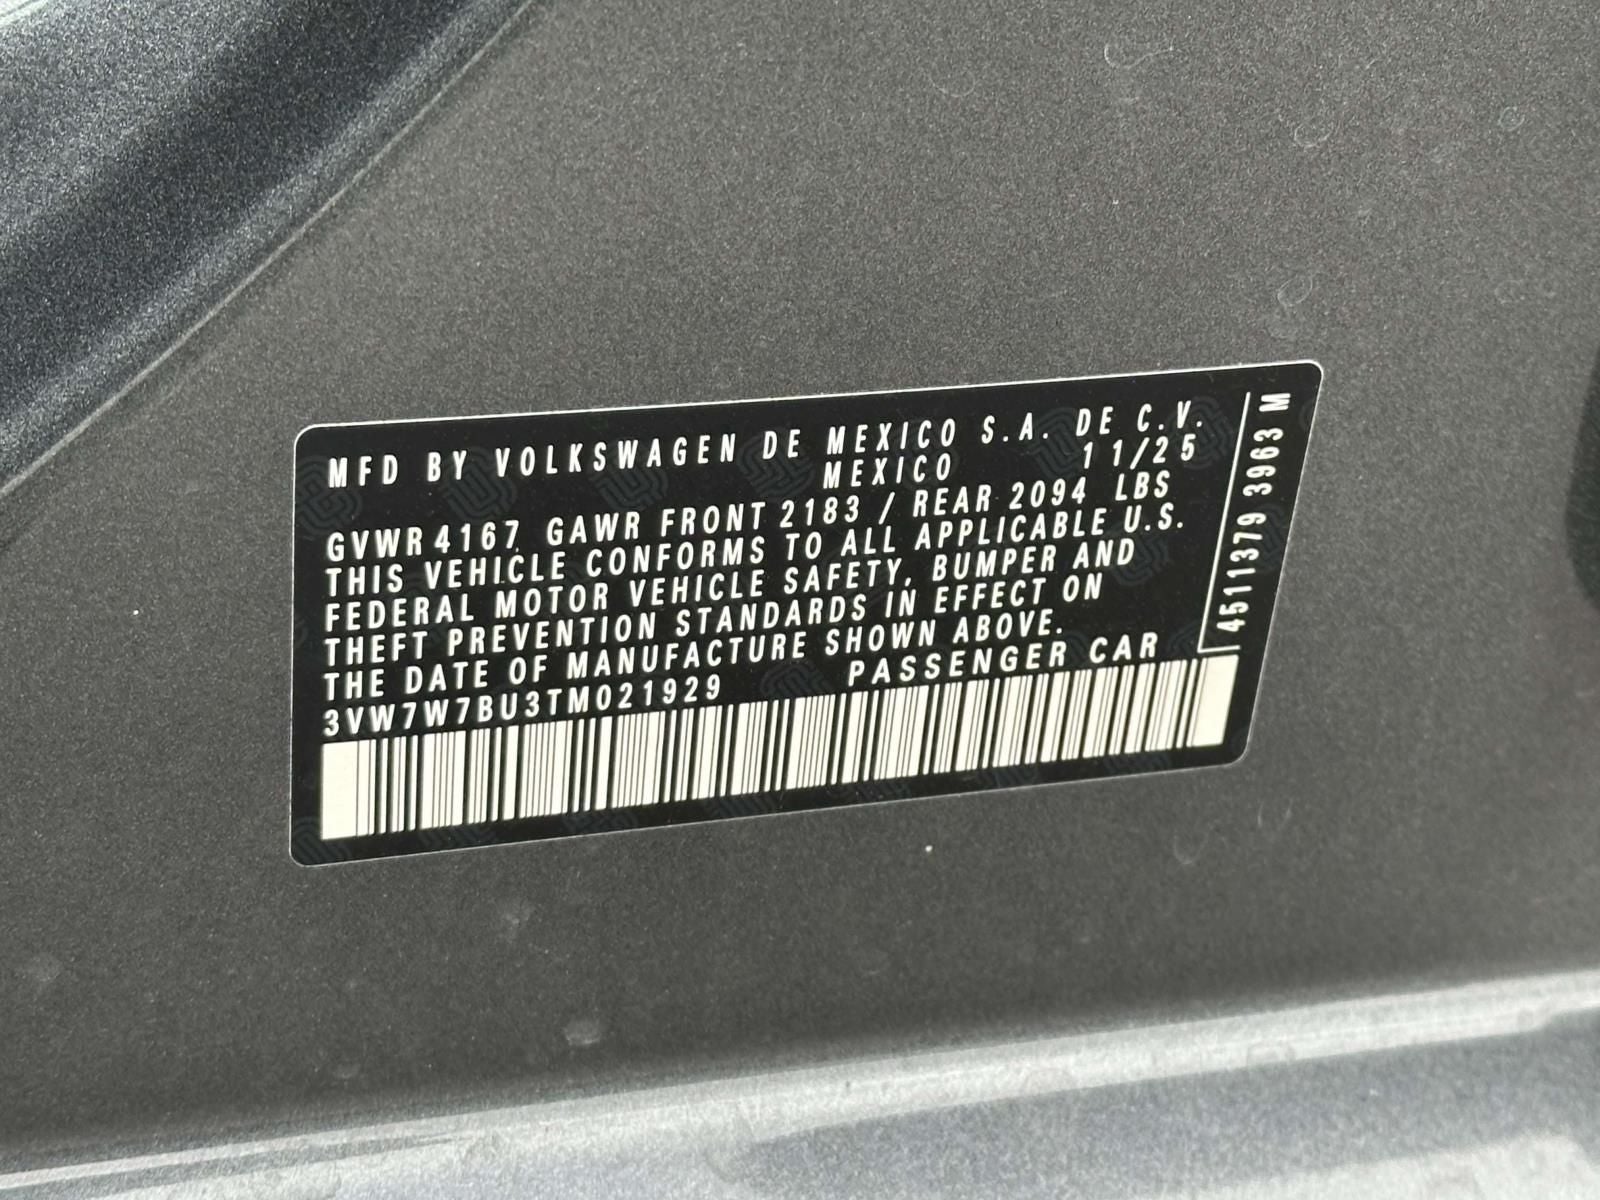 MFD BY VOLKSWAGEN DE MEXICO S.A. DE C.V.
MEXICO 11/25
GVWR 4167 GAWR FRONT 2183 / REAR 2094 LBS
THIS VEHICLE CONFORMS TO ALL APPLICABLE U.S.
FEDERAL MOTOR VEHICLE SAFETY, BUMPER AND
THEFT PREVENTION STANDARDS IN EFFECT ON
THE DATE OF MANUFACTURE SHOWN ABOVE.
3VW7W7BU3TM021929 PASSENGER CAR
4511379 3963 M